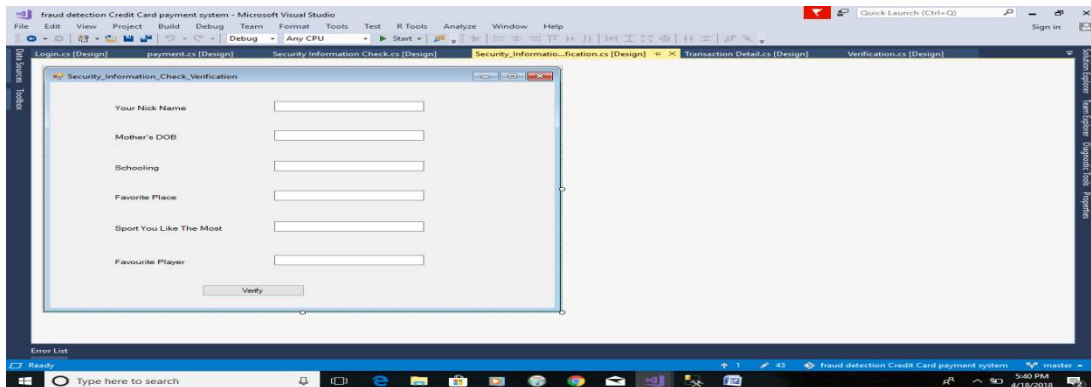 fraud detection Credit Card payment system - Microsoft Visual Studio
Quick Launch (Ctrl+Q)
File Edit View Project Build Debug Team Format Tools Test R Tools Analyze Window Help
Sign in
Debug Any CPU Start
Login.cs [Design] payment.cs [Design] Security Information Check.cs [Design] Security_Informatio...fication.cs [Design] Transaction Detail.cs [Design] Verification.cs [Design]
Data Sources
Toolbox
Security_Information_Check_Verification
Your Nick Name
Mother's DOB
Schooling
Favorite Place
Sport You Like The Most
Favourite Player
Verify
Solution Explorer
Team Explorer
Diagnostic Tools
Properties
Error List
Ready
1 43 fraud detection Credit Card payment system master
Type here to search
5:40 PM
4/18/2018